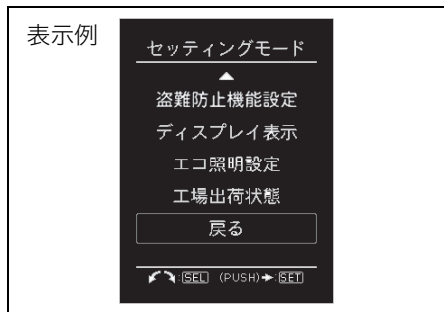 表示例
セッティングモード
▲
盗難防止機能設定
ディスプレイ表示
エコ照明設定
工場出荷状態
戻る
:SEL (PUSH)➔:SET